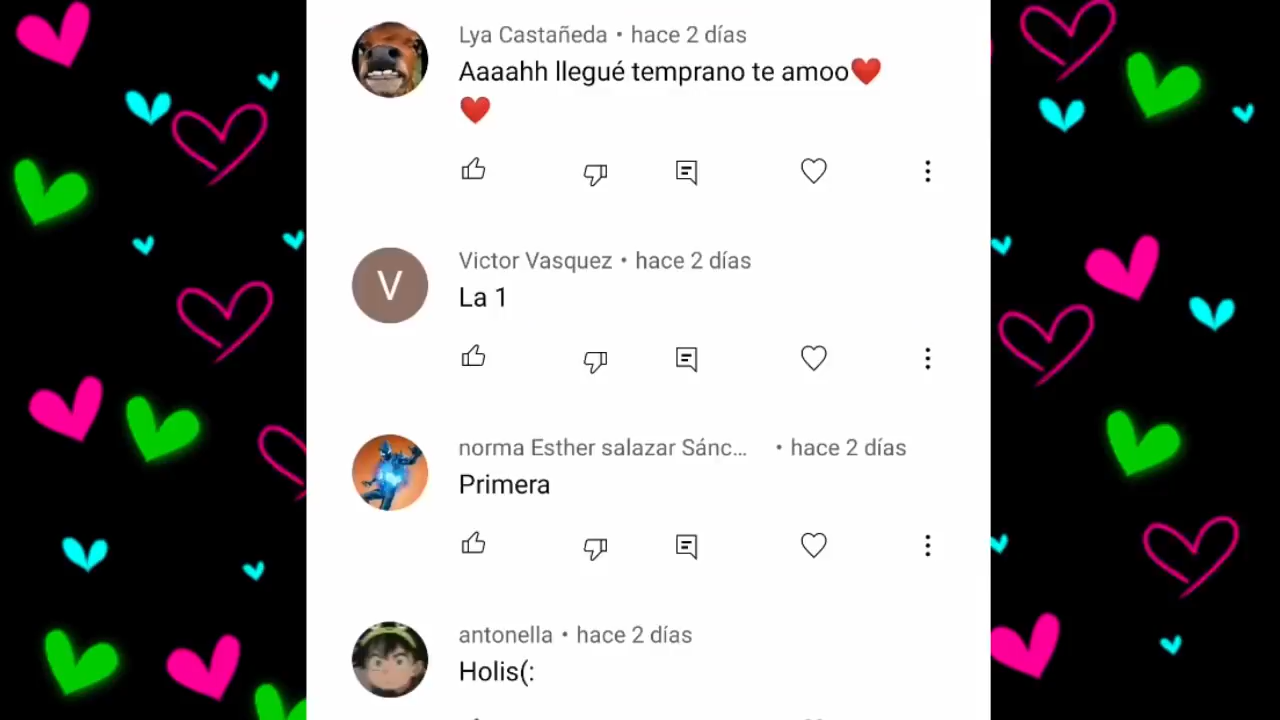 Lya Castañeda • hace 2 días
Aaaahh llegué temprano te amoo❤️
❤️
V
Victor Vasquez • hace 2 días
La 1
norma Esther salazar Sánc... • hace 2 días
Primera
antonella • hace 2 días
Holis(: